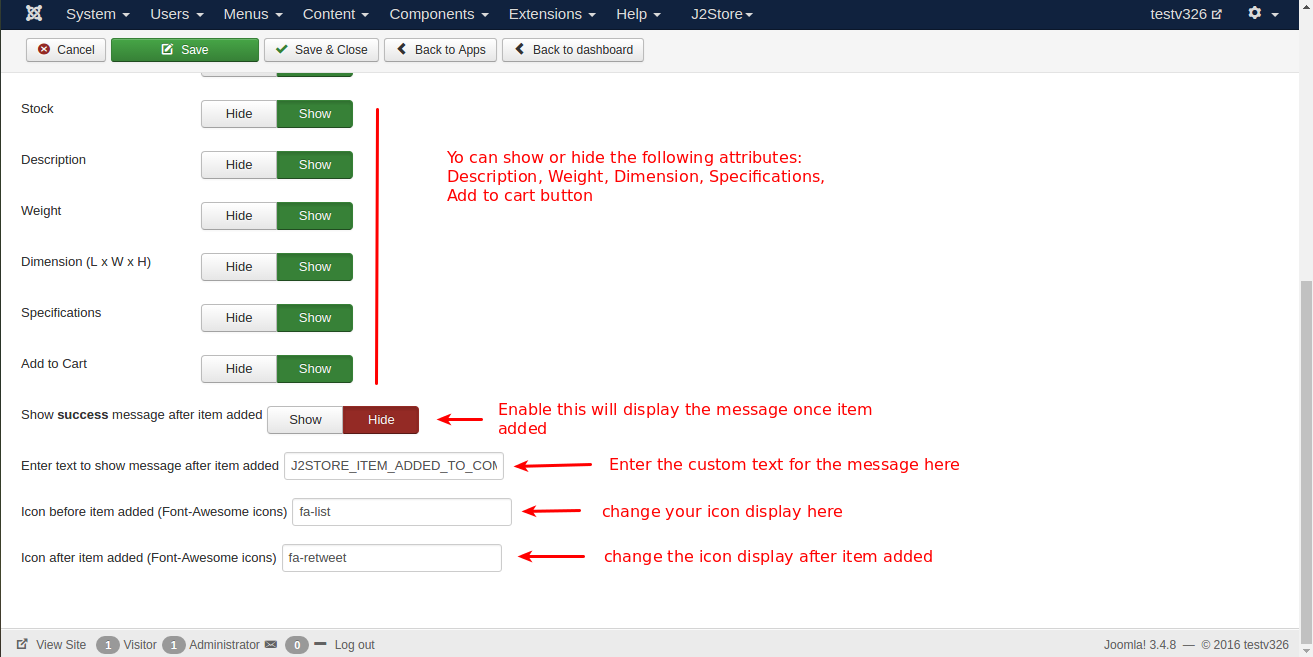 System Users Menus Content Components Extensions Help J2Store testv326
Cancel Save Save & Close Back to Apps Back to dashboard
Stock Hide Show
Description Hide Show
Yo can show or hide the following attributes:
Description, Weight, Dimension, Specifications,
Add to cart button
Weight Hide Show
Dimension (L x W x H) Hide Show
Specifications Hide Show
Add to Cart Hide Show
Show success message after item added Show Hide
Enable this will display the message once item
added
Enter text to show message after item added J2STORE_ITEM_ADDED_TO_COM
Enter the custom text for the message here
Icon before item added (Font-Awesome icons) fa-list
change your icon display here
Icon after item added (Font-Awesome icons) fa-retweet
change the icon display after item added
View Site 1 Visitor 1 Administrator 0 Log out Joomla! 3.4.8 — © 2016 testv326